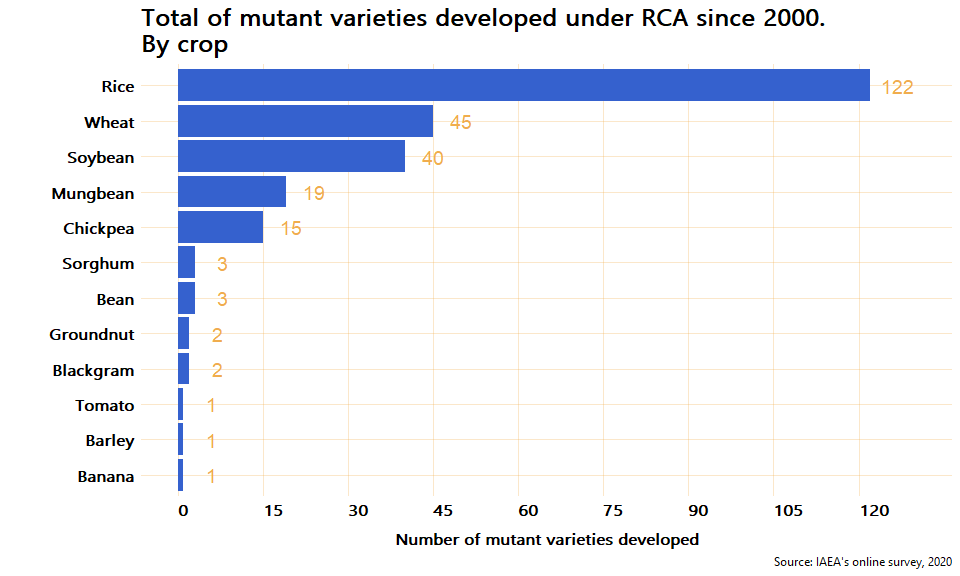 Total of mutant varieties developed under RCA since 2000.
By crop
Rice 122
Wheat 45
Soybean 40
Mungbean 19
Chickpea 15
Sorghum 3
Bean 3
Groundnut 2
Blackgram 2
Tomato 1
Barley 1
Banana 1
0 15 30 45 60 75 90 105 120
Number of mutant varieties developed
Source: IAEA's online survey, 2020